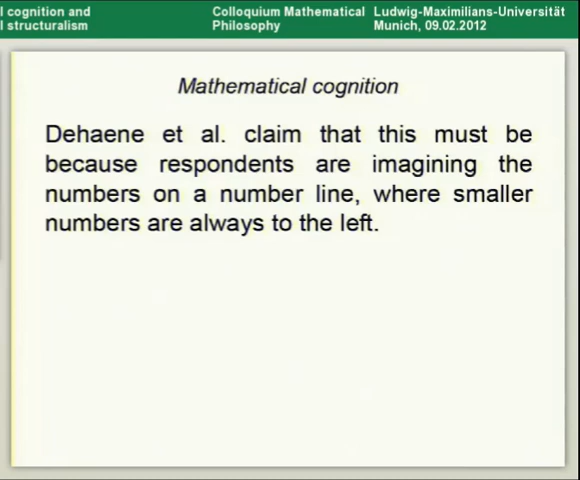 l cognition and
l structuralism
Colloquium Mathematical
Philosophy
Ludwig-Maximilians-Universität
Munich, 09.02.2012
Mathematical cognition
Dehaene et al. claim that this must be
because respondents are imagining the
numbers on a number line, where smaller
numbers are always to the left.